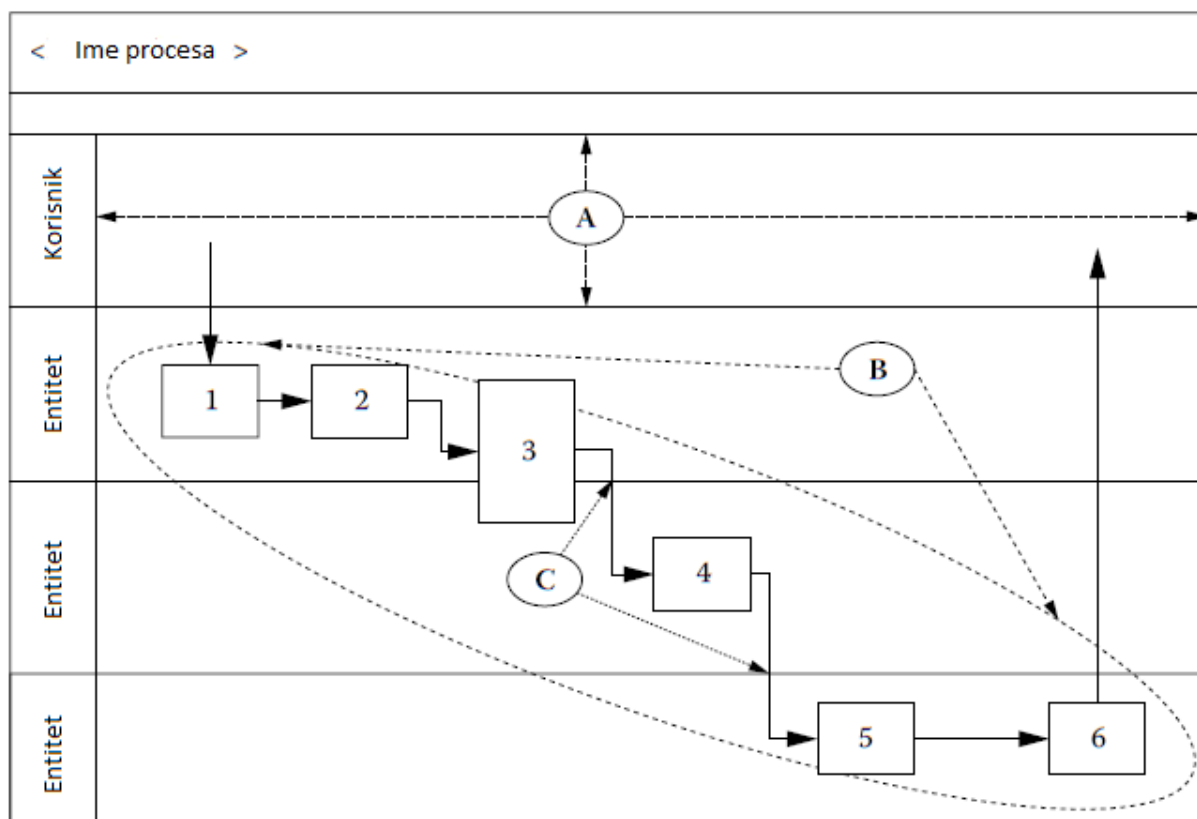 < Ime procesa >
Korisnik
A
Entitet
B
1
2
3
Entitet
C
4
Entitet
5
6